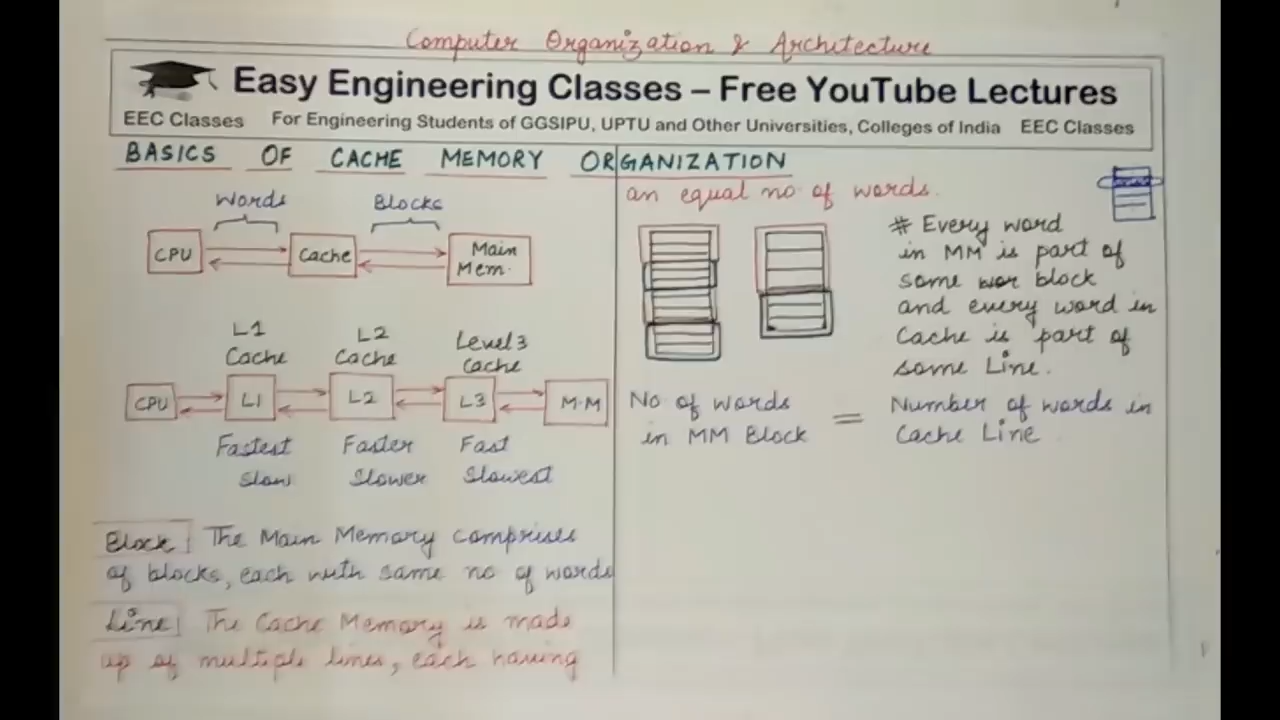 Computer Organization & Architecture
Easy Engineering Classes – Free YouTube Lectures
EEC Classes For Engineering Students of GGSIPU, UPTU and Other Universities, Colleges of India EEC Classes
BASICS OF CACHE MEMORY ORGANIZATION
Words Blocks
CPU Cache Main
Mem.
L1 L2 Level 3
Cache Cache Cache
CPU L1 L2 L3 M.M
Fastest Faster Fast
Slow Slower Slowest
Block The Main Memory comprises
of blocks, each with same no of words
Line The Cache Memory is made
up of multiple lines, each having
an equal no of words.
# Every word
in MM is part of
some wor block
and every word in
Cache is part of
some Line.
No of words
in MM Block
=
Number of words in
Cache Line